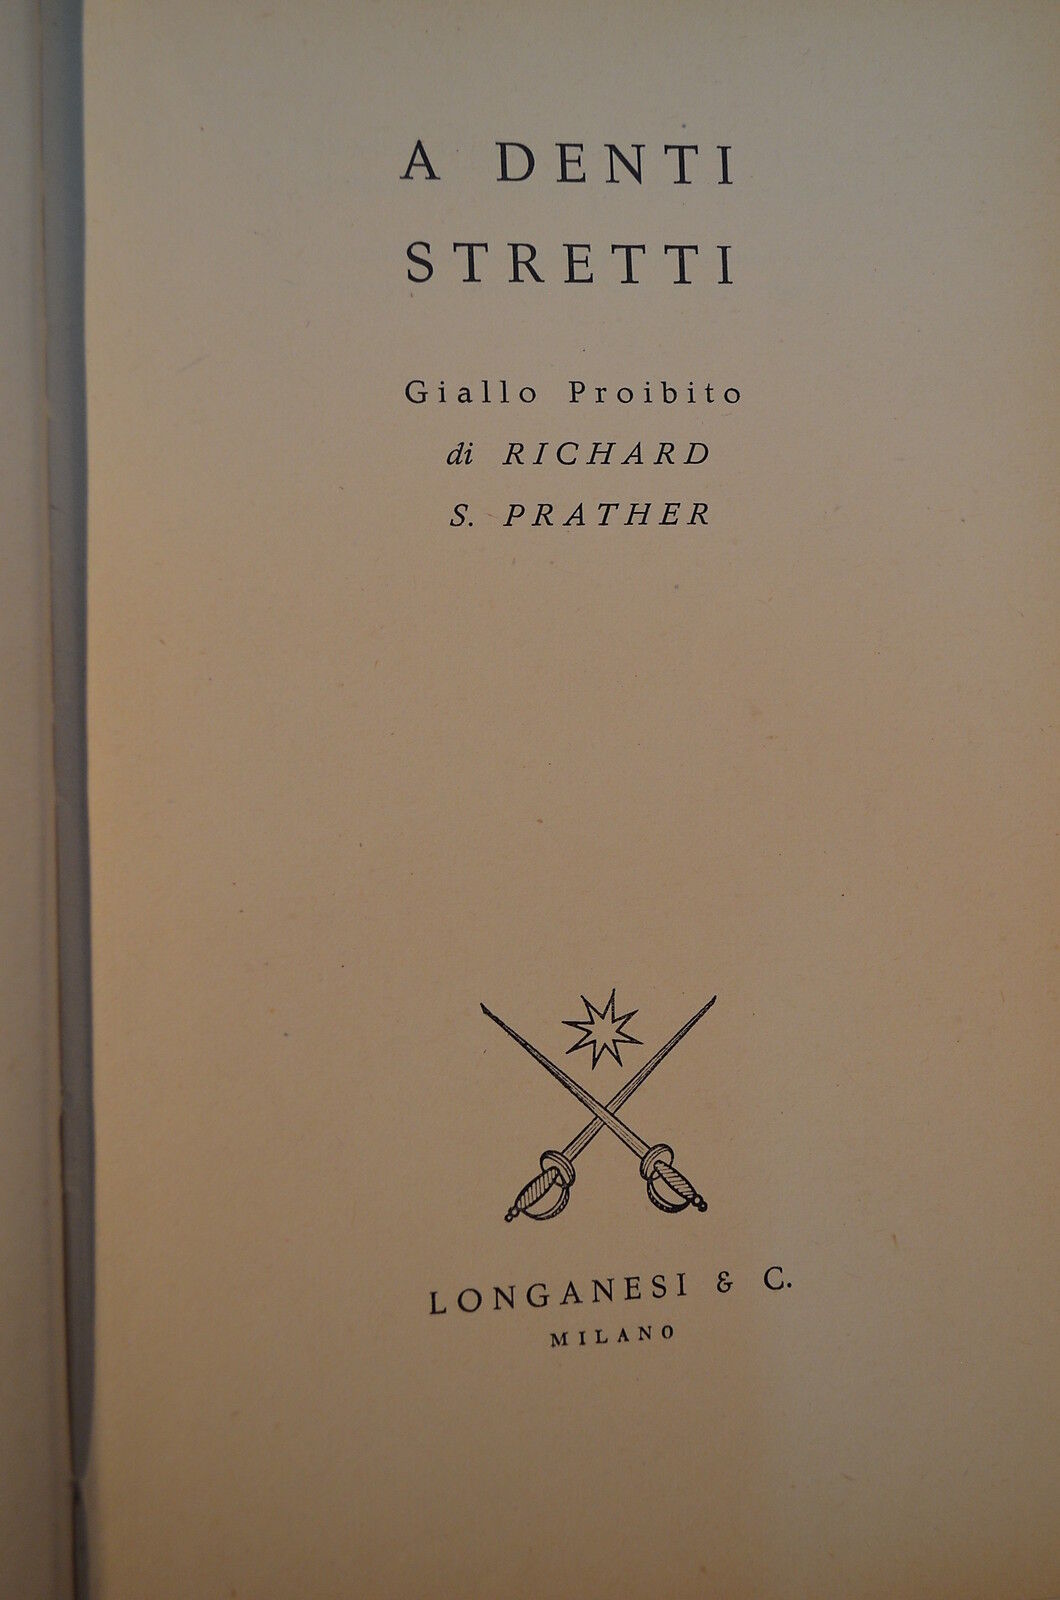 A DENTI
STRETTI
Giallo Proibito
di RICHARD
S. PRATHER
LONGANESI & C.
MILANO